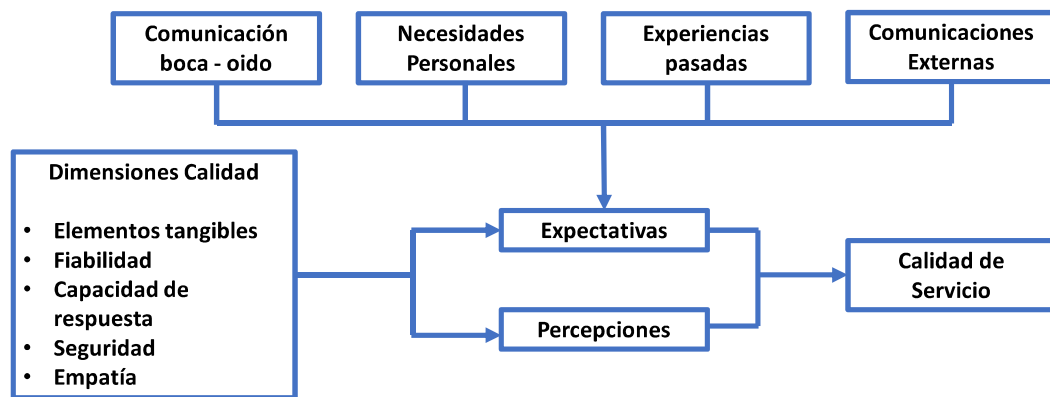 Comunicación
boca - oido
Necesidades
Personales
Experiencias
pasadas
Comunicaciones
Externas
Dimensiones Calidad
• Elementos tangibles
• Fiabilidad
• Capacidad de
respuesta
• Seguridad
• Empatía
Expectativas
Percepciones
Calidad de
Servicio